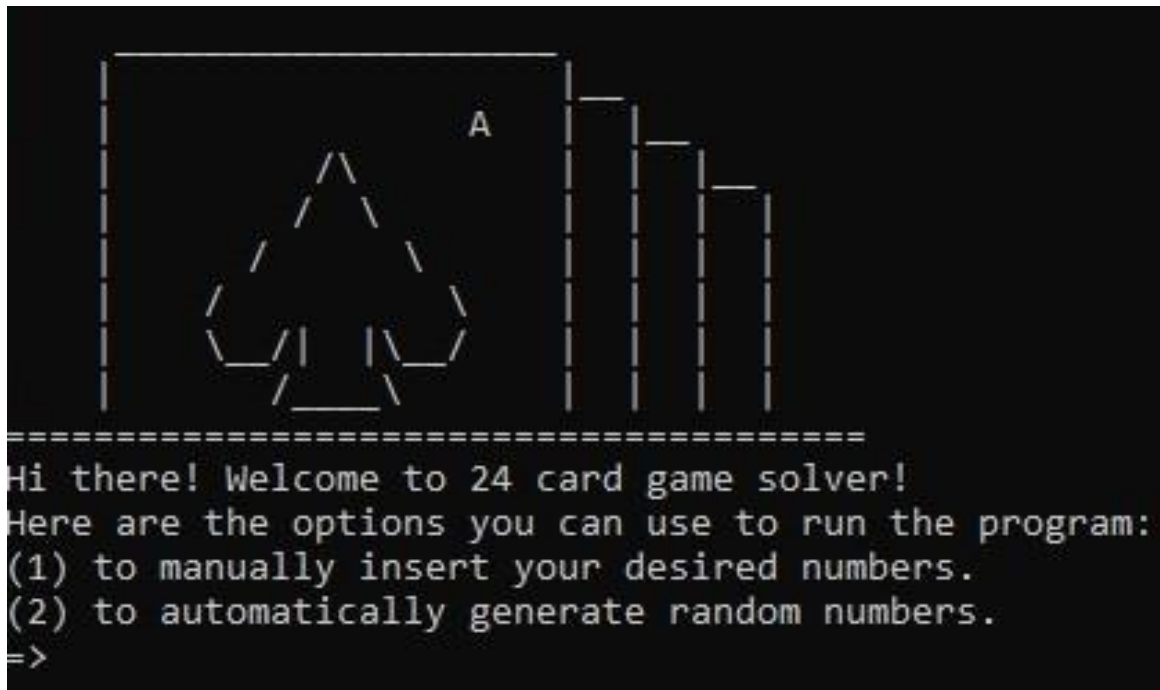 A
========================================
Hi there! Welcome to 24 card game solver!
Here are the options you can use to run the program:
(1) to manually insert your desired numbers.
(2) to automatically generate random numbers.
=>